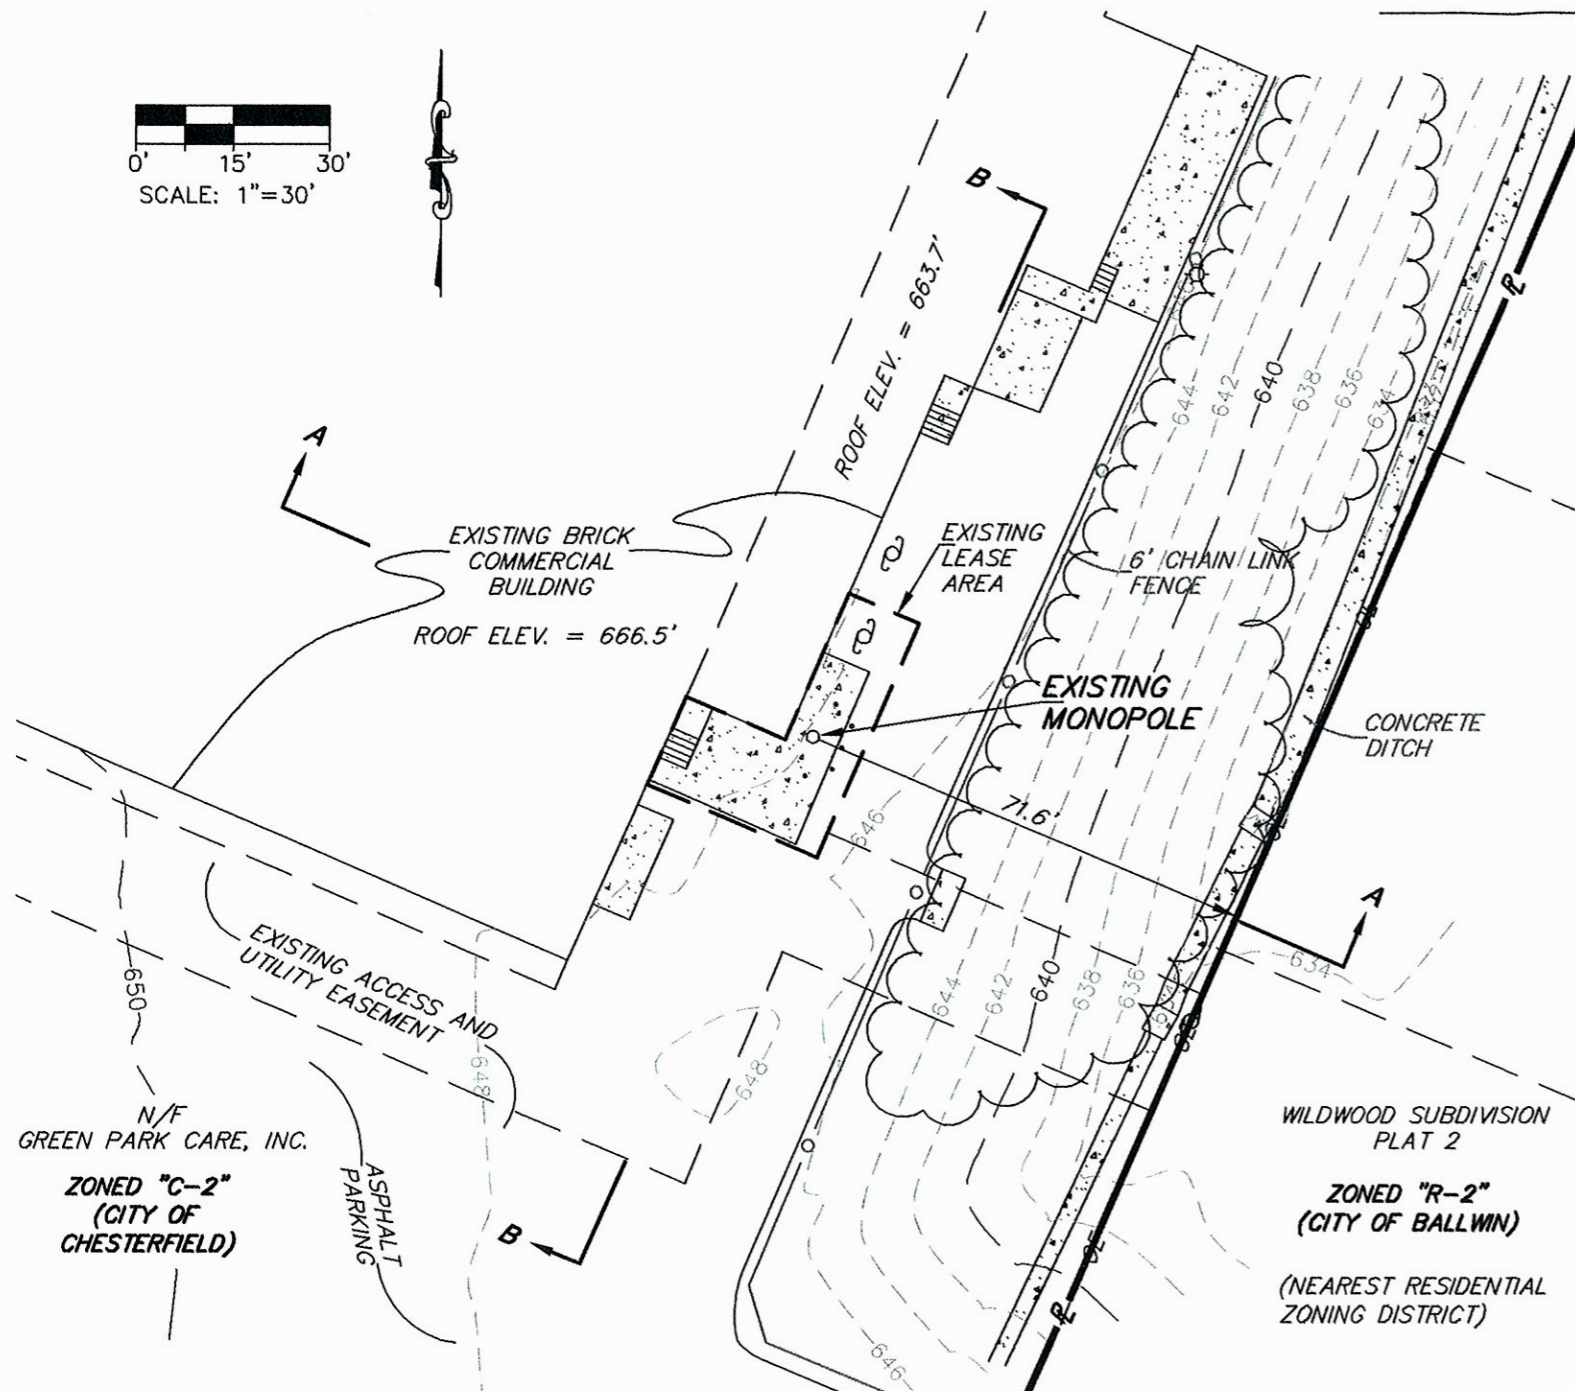 0' 15' 30'
SCALE: 1"=30'
B
ROOF ELEV. = 663.7'
A
EXISTING BRICK
COMMERCIAL
BUILDING
ROOF ELEV. = 666.5'
EXISTING
LEASE
AREA
6' CHAIN LINK
FENCE
644
642
640
638
636
634
EXISTING
MONOPOLE
CONCRETE
DITCH
71.6'
646
A
634
EXISTING ACCESS AND
UTILITY EASEMENT
650
648
648
644
642
640
638
636
N/F
GREEN PARK CARE, INC.
ZONED "C-2"
(CITY OF
CHESTERFIELD)
ASPHALT
PARKING
B
WILDWOOD SUBDIVISION
PLAT 2
ZONED "R-2"
(CITY OF BALLWIN)
(NEAREST RESIDENTIAL
ZONING DISTRICT)
PL
PL
646